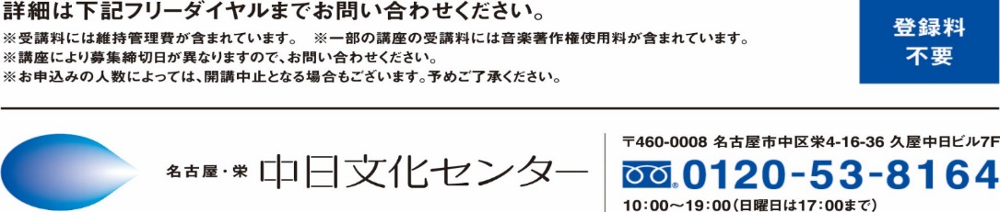 詳細は下記フリーダイヤルまでお問い合わせください。
※受講料には維持管理費が含まれています。 ※一部の講座の受講料には音楽著作権使用料が含まれています。
※講座により募集締切日が異なりますので、お問い合わせください。
※お申込みの人数によっては、開講中止となる場合もございます。予めご了承ください。
登録料
不要
名古屋・栄 中日文化センター
〒460-0008 名古屋市中区栄4-16-36 久屋中日ビル7F
®0120-53-8164
10:00〜19:00(日曜日は17:00まで)